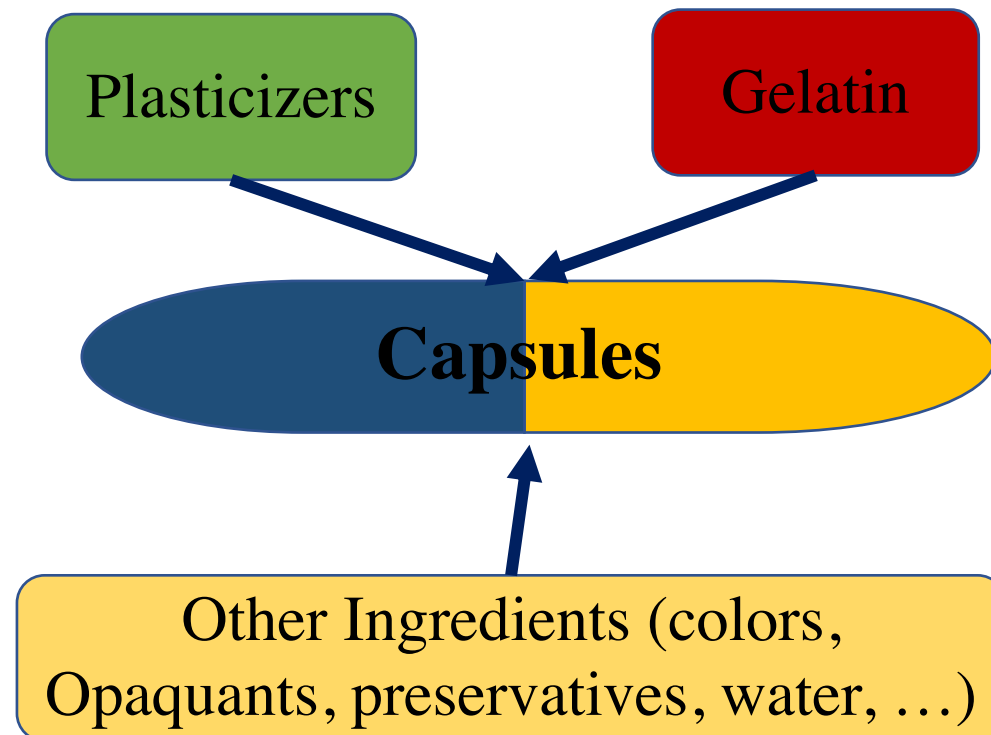 Plasticizers
Gelatin
Capsules
Other Ingredients (colors,
Opaquants, preservatives, water, …)